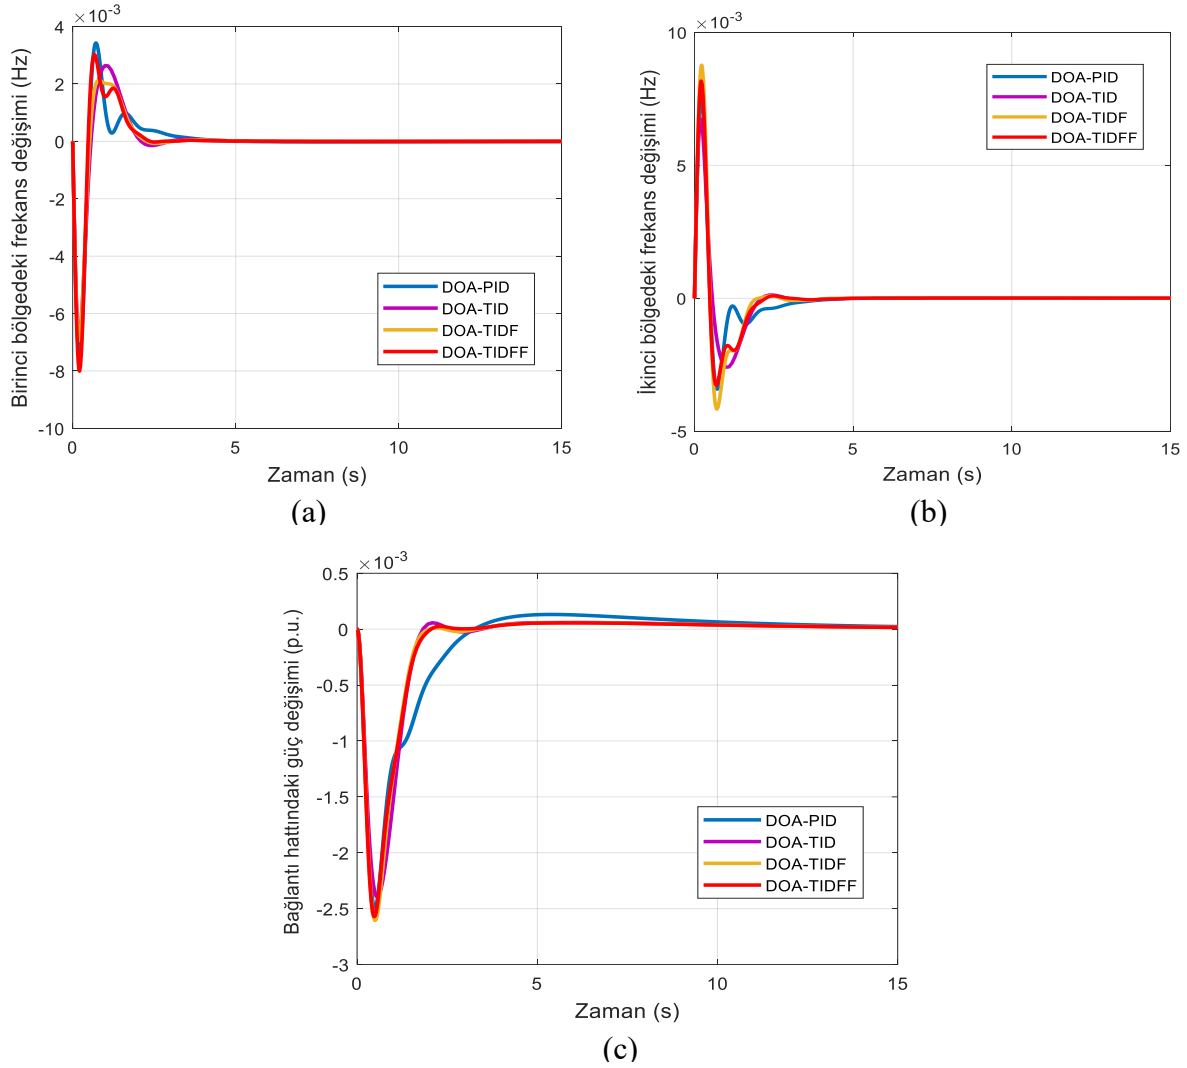 ×10-3
4
2
0
-2
-4
-6
-8
-10
Birinci bölgedeki frekans değişimi (Hz)
DOA-PID
DOA-TID
DOA-TIDF
DOA-TIDFF
0 5 10 15
Zaman (s)
(a)
×10-3
10
5
0
-5
İkinci bölgedeki frekans değişimi (Hz)
DOA-PID
DOA-TID
DOA-TIDF
DOA-TIDFF
0 5 10 15
Zaman (s)
(b)
×10-3
0.5
0
-0.5
-1
-1.5
-2
-2.5
-3
Bağlantı hattındaki güç değişimi (p.u.)
DOA-PID
DOA-TID
DOA-TIDF
DOA-TIDFF
0 5 10 15
Zaman (s)
(c)